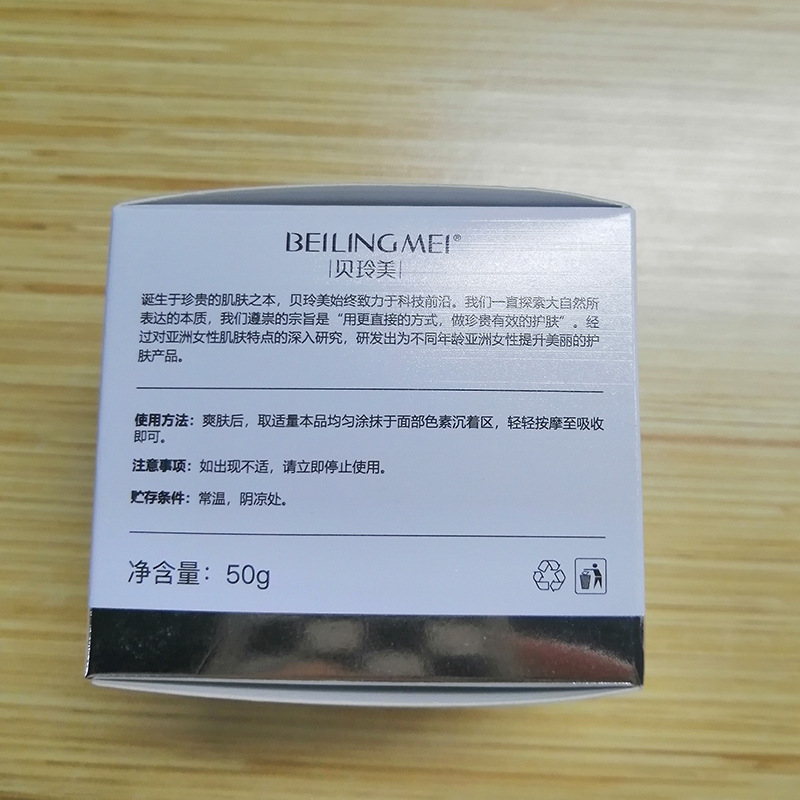 BEILINGMEI®
贝玲美
诞生于珍贵的肌肤之本，贝玲美始终致力于科技前沿。我们一直探索大自然所
表达的本质，我们遵祟的宗旨是“用更直接的方式，做珍贵有效的护肤”。经
过对亚洲女性肌肤特点的深入研究，研发出为不同年龄亚洲女性提升美丽的护
肤产品。
使用方法：爽肤后，取适量本品均匀涂抹于面部色素沉着区，轻轻按摩至吸收
即可。
注意事项：如出现不适，请立即停止使用。
贮存条件：常温，阴凉处。
净含量：50g